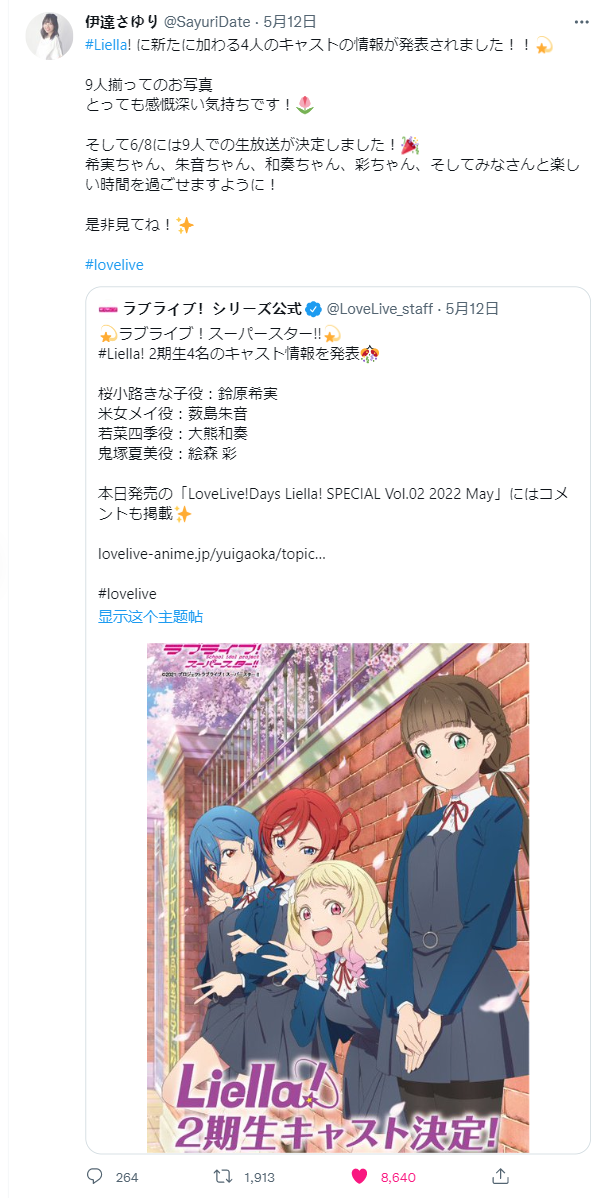 伊達さゆり @SayuriDate · 5月12日
#Liella! に新たに加わる4人のキャストの情報が発表されました！！💫
9人揃ってのお写真
とっても感慨深い気持ちです！🌷
そして6/8には9人での生放送が決定しました！🎉
希実ちゃん、朱音ちゃん、和奏ちゃん、彩ちゃん、そしてみなさんと楽し
い時間を過ごせますように！
是非見てね！✨
#lovelive
ラブライブ！シリーズ公式 @LoveLive_staff · 5月12日
💫ラブライブ！スーパースター!!💫
#Liella! 2期生4名のキャスト情報を発表🎊
桜小路きな子役：鈴原希実
米女メイ役：薮島朱音
若菜四季役：大熊和奏
鬼塚夏美役：絵森 彩
本日発売の「LoveLive!Days Liella! SPECIAL Vol.02 2022 May」にはコメ
ントも掲載✨
lovelive-anime.jp/yuigaoka/topic...
#lovelive
显示这个主题帖
ラブライブ!
School idol project
スーパースター!!
©2021 プロジェクトラブライブ！スーパースター!!
Liella!
2期生キャスト決定!
264
1,913
8,640